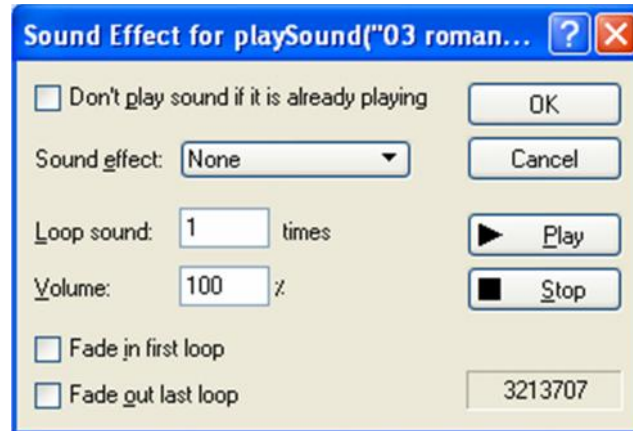 Sound Effect for playSound("03 roman...
Don't play sound if it is already playing
OK
Sound effect: None
Cancel
Loop sound: 1 times
Play
Volume: 100 %
Stop
Fade in first loop
Fade out last loop
3213707